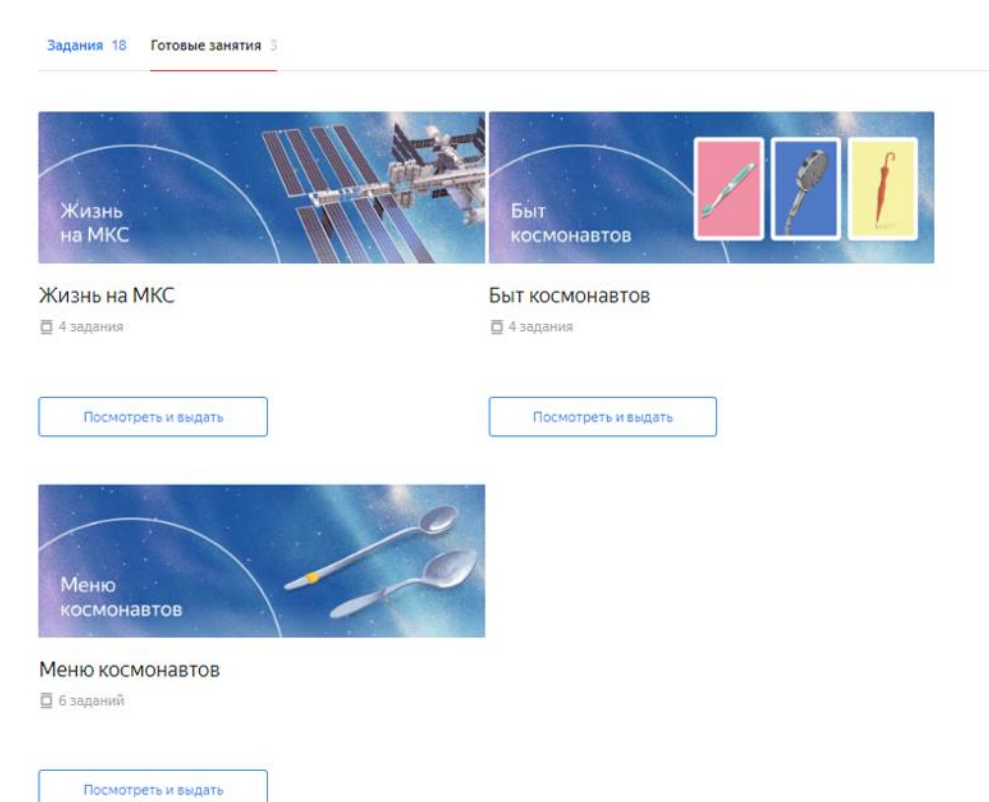 Задания 18 Готовые занятия 3
Жизнь
на МКС
Быт
космонавтов
Жизнь на МКС
Быт космонавтов
4 задания
4 задания
Посмотреть и выдать
Посмотреть и выдать
Меню
космонавтов
Меню космонавтов
6 заданий
Посмотреть и выдать